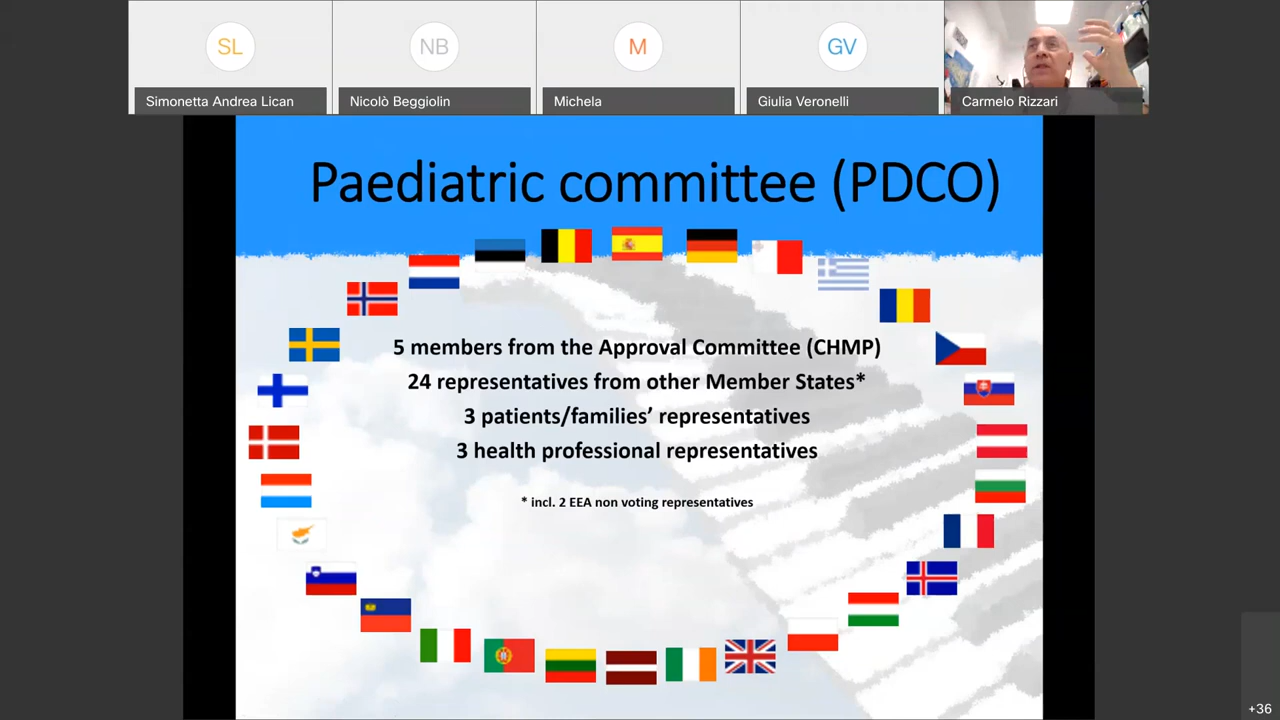 SL
NB
M
GV
Simonetta Andrea Lican
Nicolò Beggiolin
Michela
Giulia Veronelli
Carmelo Rizzari
Paediatric committee (PDCO)
5 members from the Approval Committee (CHMP)
24 representatives from other Member States*
3 patients/families’ representatives
3 health professional representatives
* incl. 2 EEA non voting representatives
+36